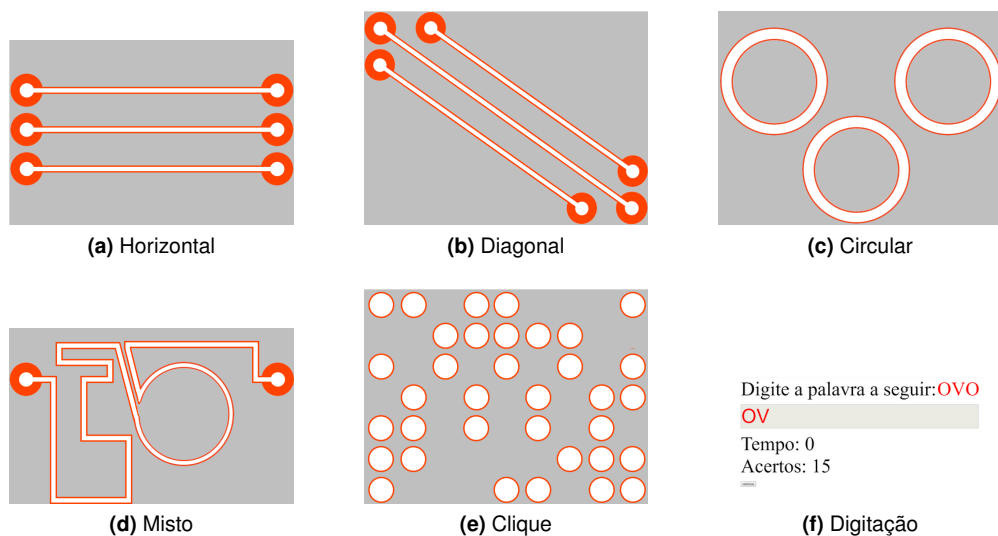 (a) Horizontal
(b) Diagonal
(c) Circular
(d) Misto
(e) Clique
Digite a palavra a seguir:OVO
OV
Tempo: 0
Acertos: 15
(f) Digitação